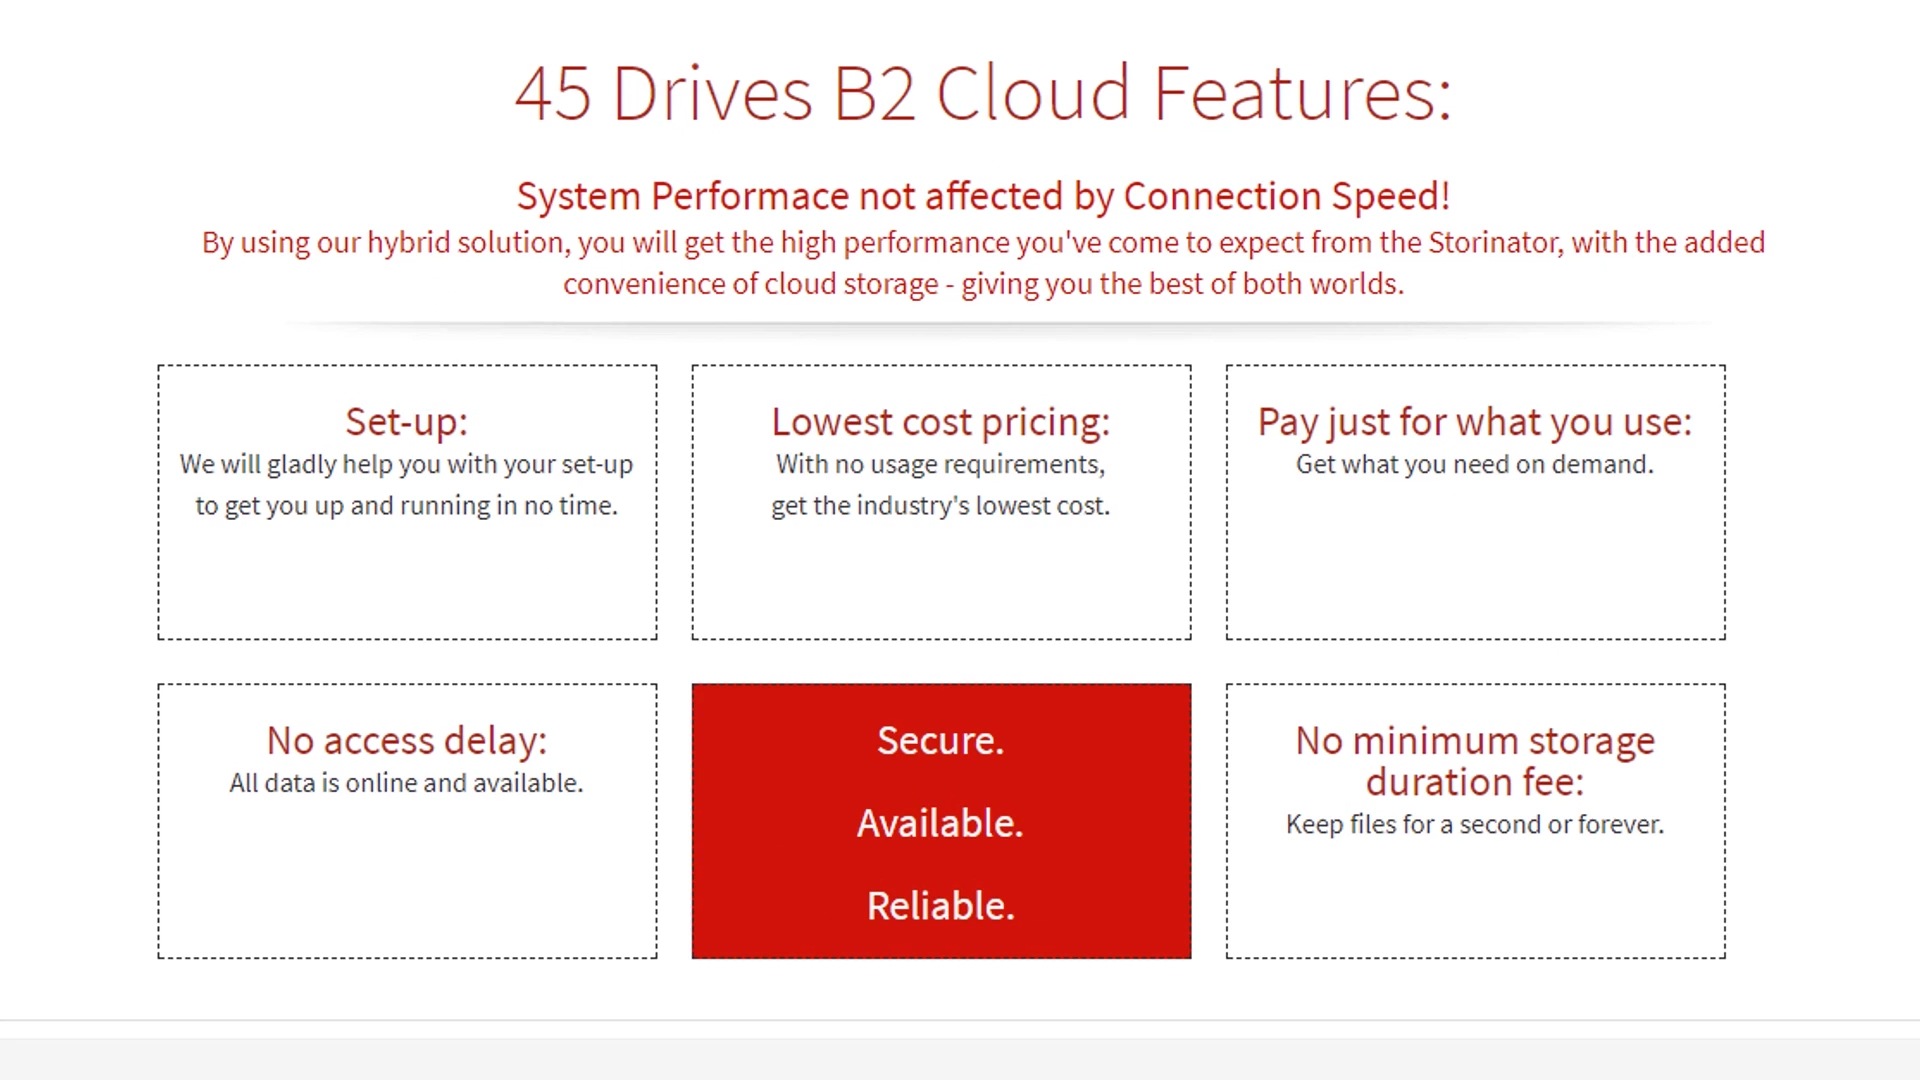 45 Drives B2 Cloud Features:
System Performace not affected by Connection Speed!
By using our hybrid solution, you will get the high performance you've come to expect from the Storinator, with the added
convenience of cloud storage - giving you the best of both worlds.
Set-up:
We will gladly help you with your set-up
to get you up and running in no time.
Lowest cost pricing:
With no usage requirements,
get the industry's lowest cost.
Pay just for what you use:
Get what you need on demand.
No access delay:
All data is online and available.
Secure.
Available.
Reliable.
No minimum storage
duration fee:
Keep files for a second or forever.